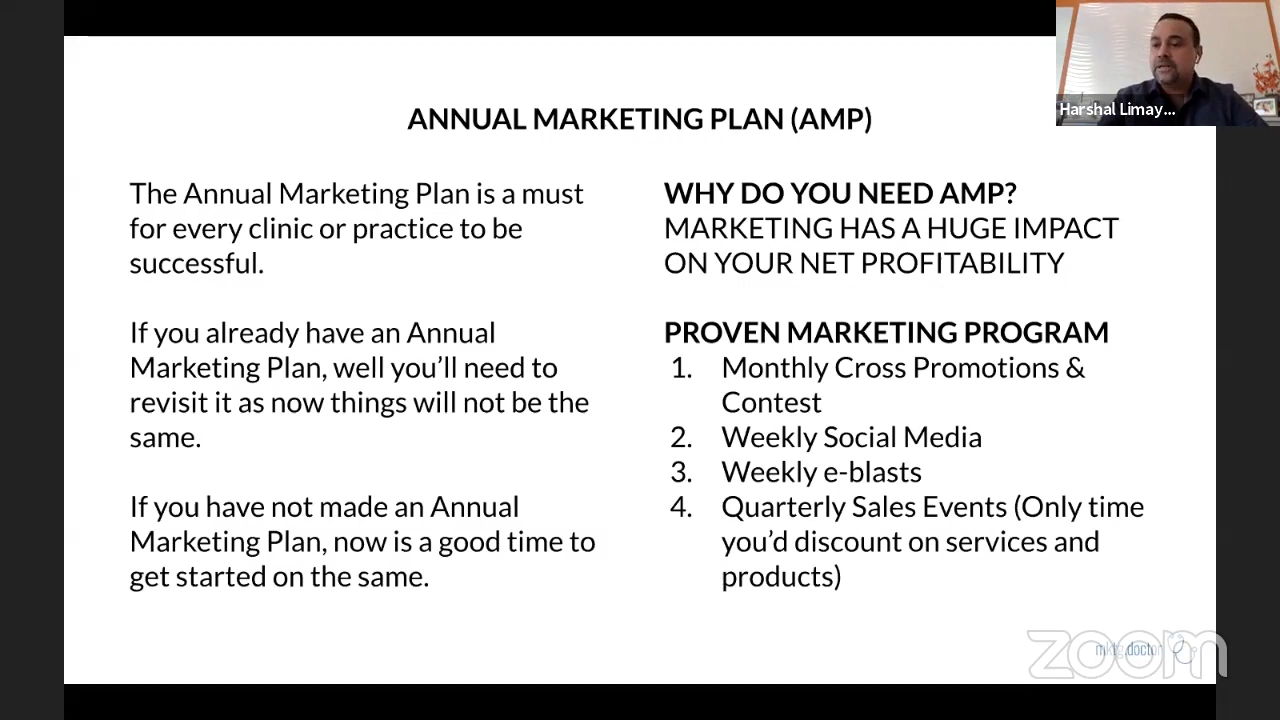 Harshal Limay...
ANNUAL MARKETING PLAN (AMP)
The Annual Marketing Plan is a must
for every clinic or practice to be
successful.
If you already have an Annual
Marketing Plan, well you’ll need to
revisit it as now things will not be the
same.
If you have not made an Annual
Marketing Plan, now is a good time to
get started on the same.
WHY DO YOU NEED AMP?
MARKETING HAS A HUGE IMPACT
ON YOUR NET PROFITABILITY
PROVEN MARKETING PROGRAM
1. Monthly Cross Promotions &
Contest
2. Weekly Social Media
3. Weekly e-blasts
4. Quarterly Sales Events (Only time
you’d discount on services and
products)
mktg.doctor
zoom